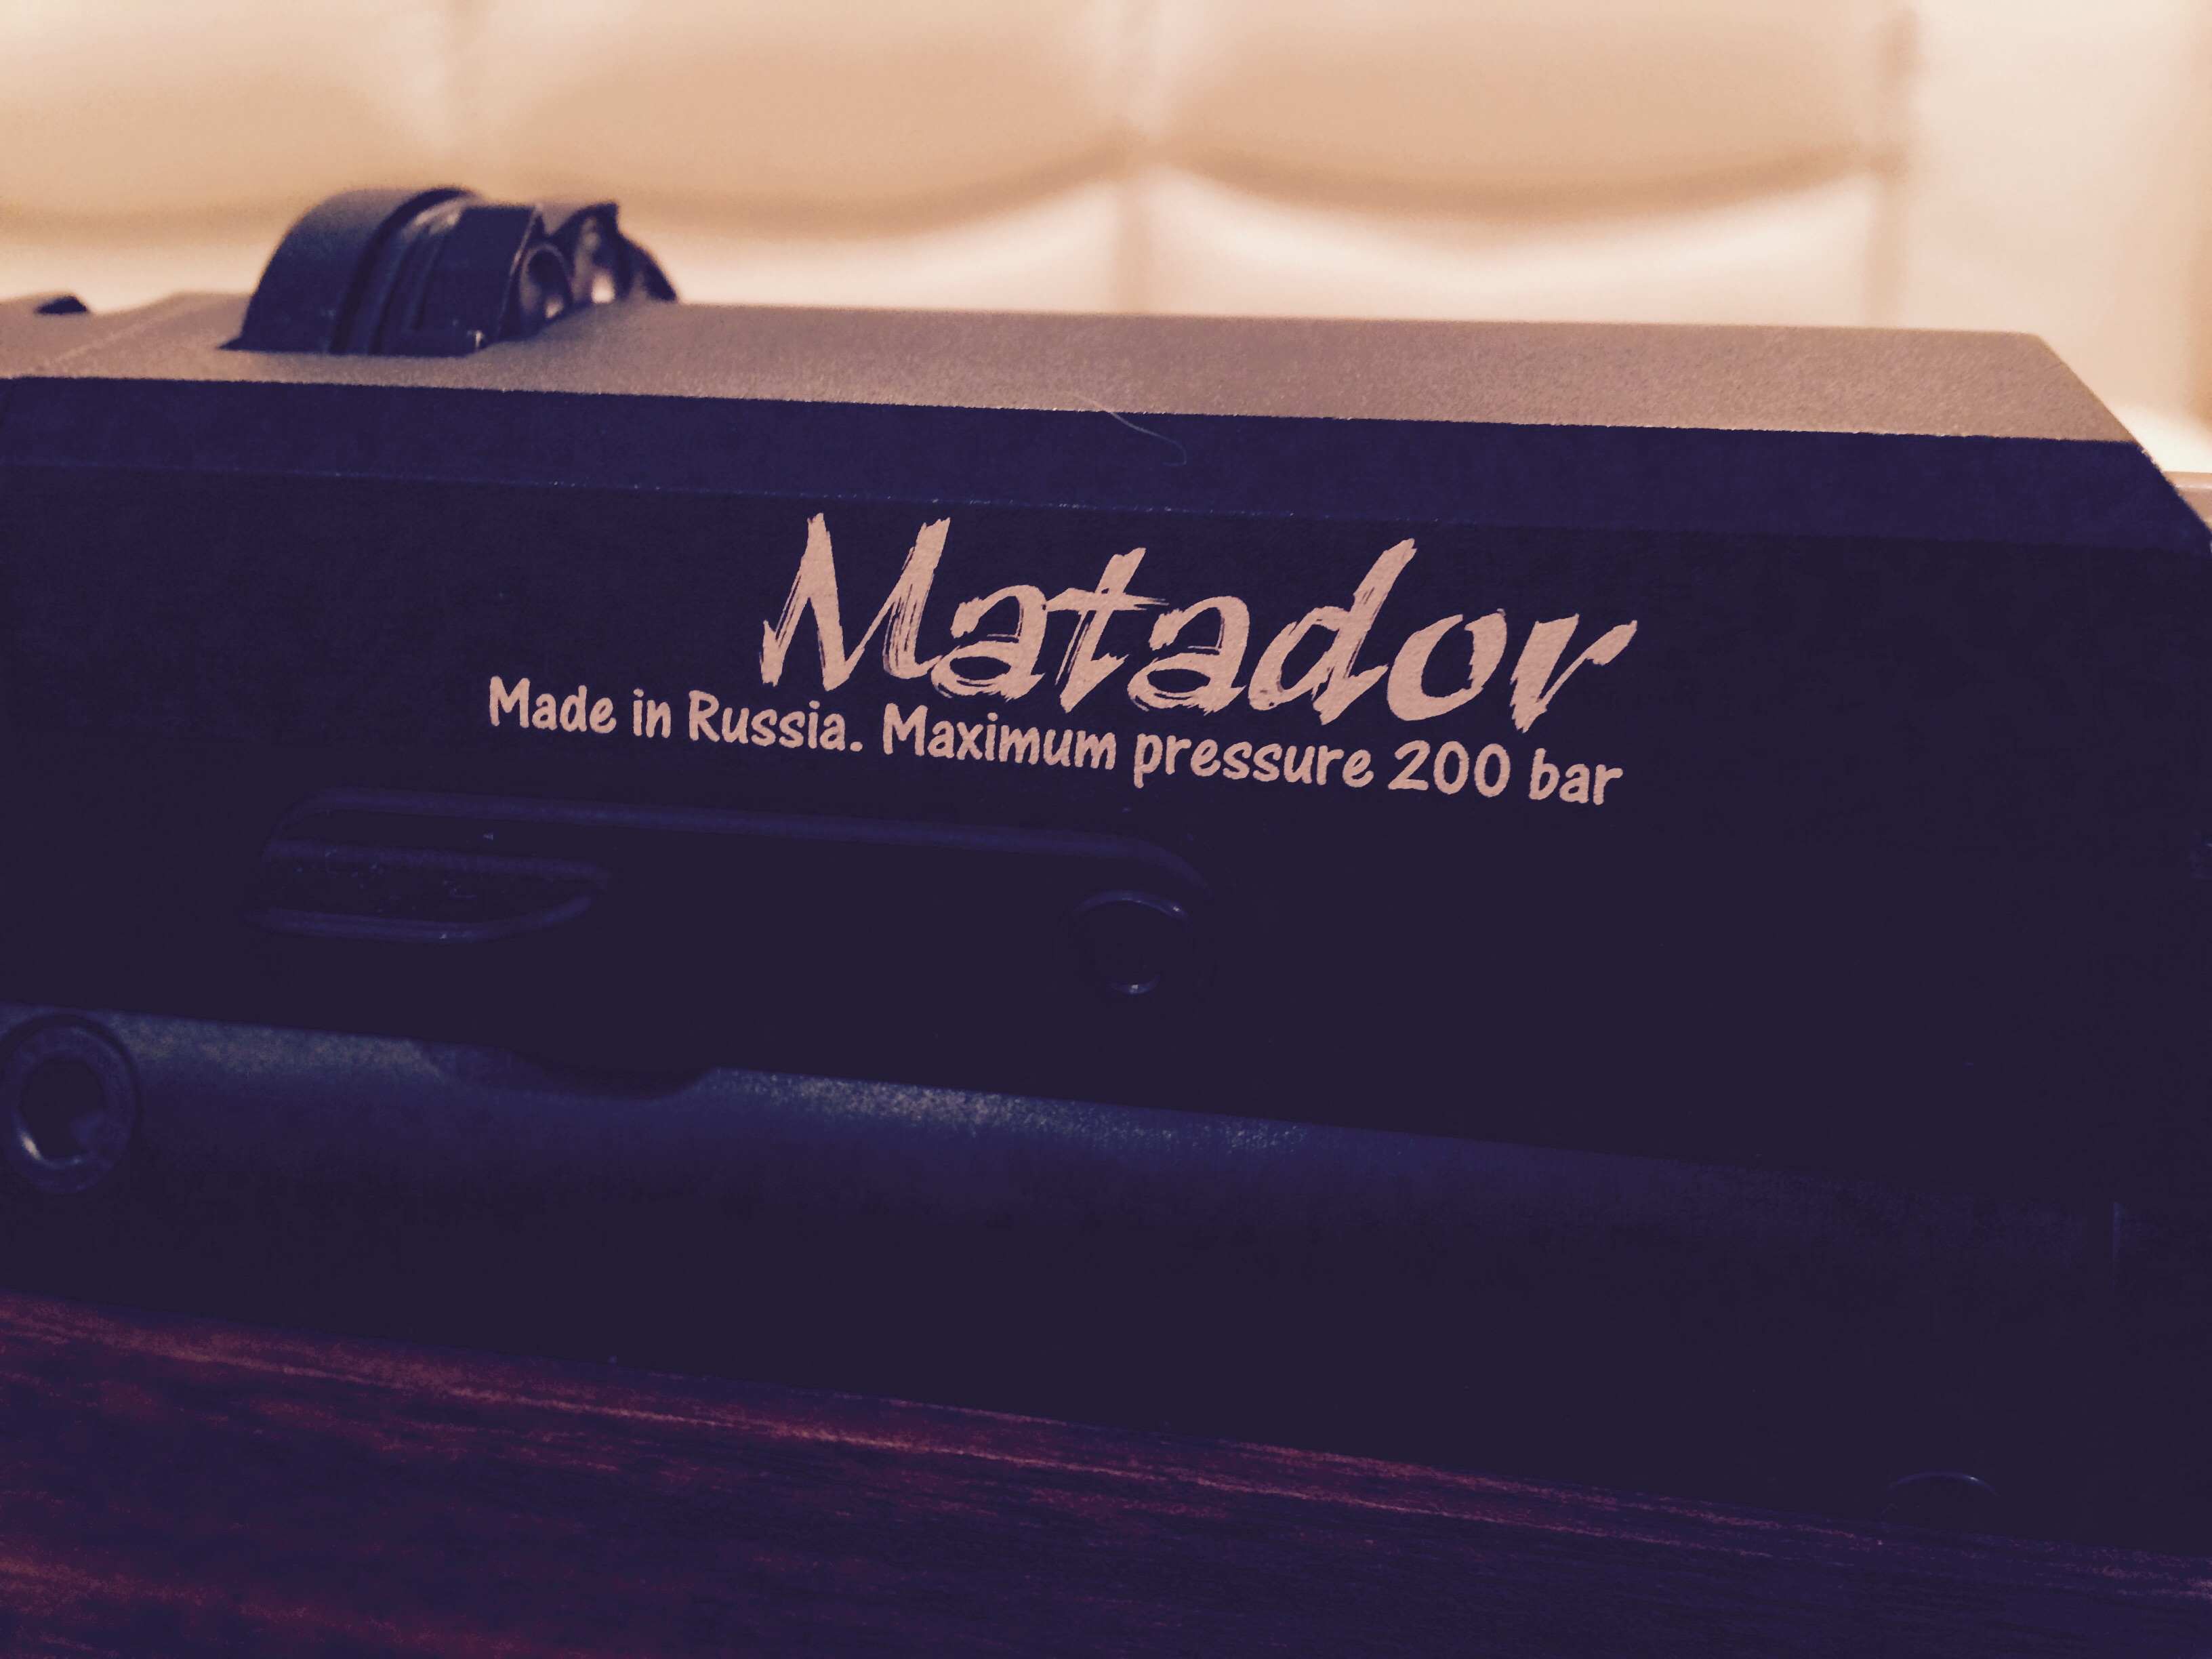 Matador
Made in Russia. Maximum pressure 200 bar